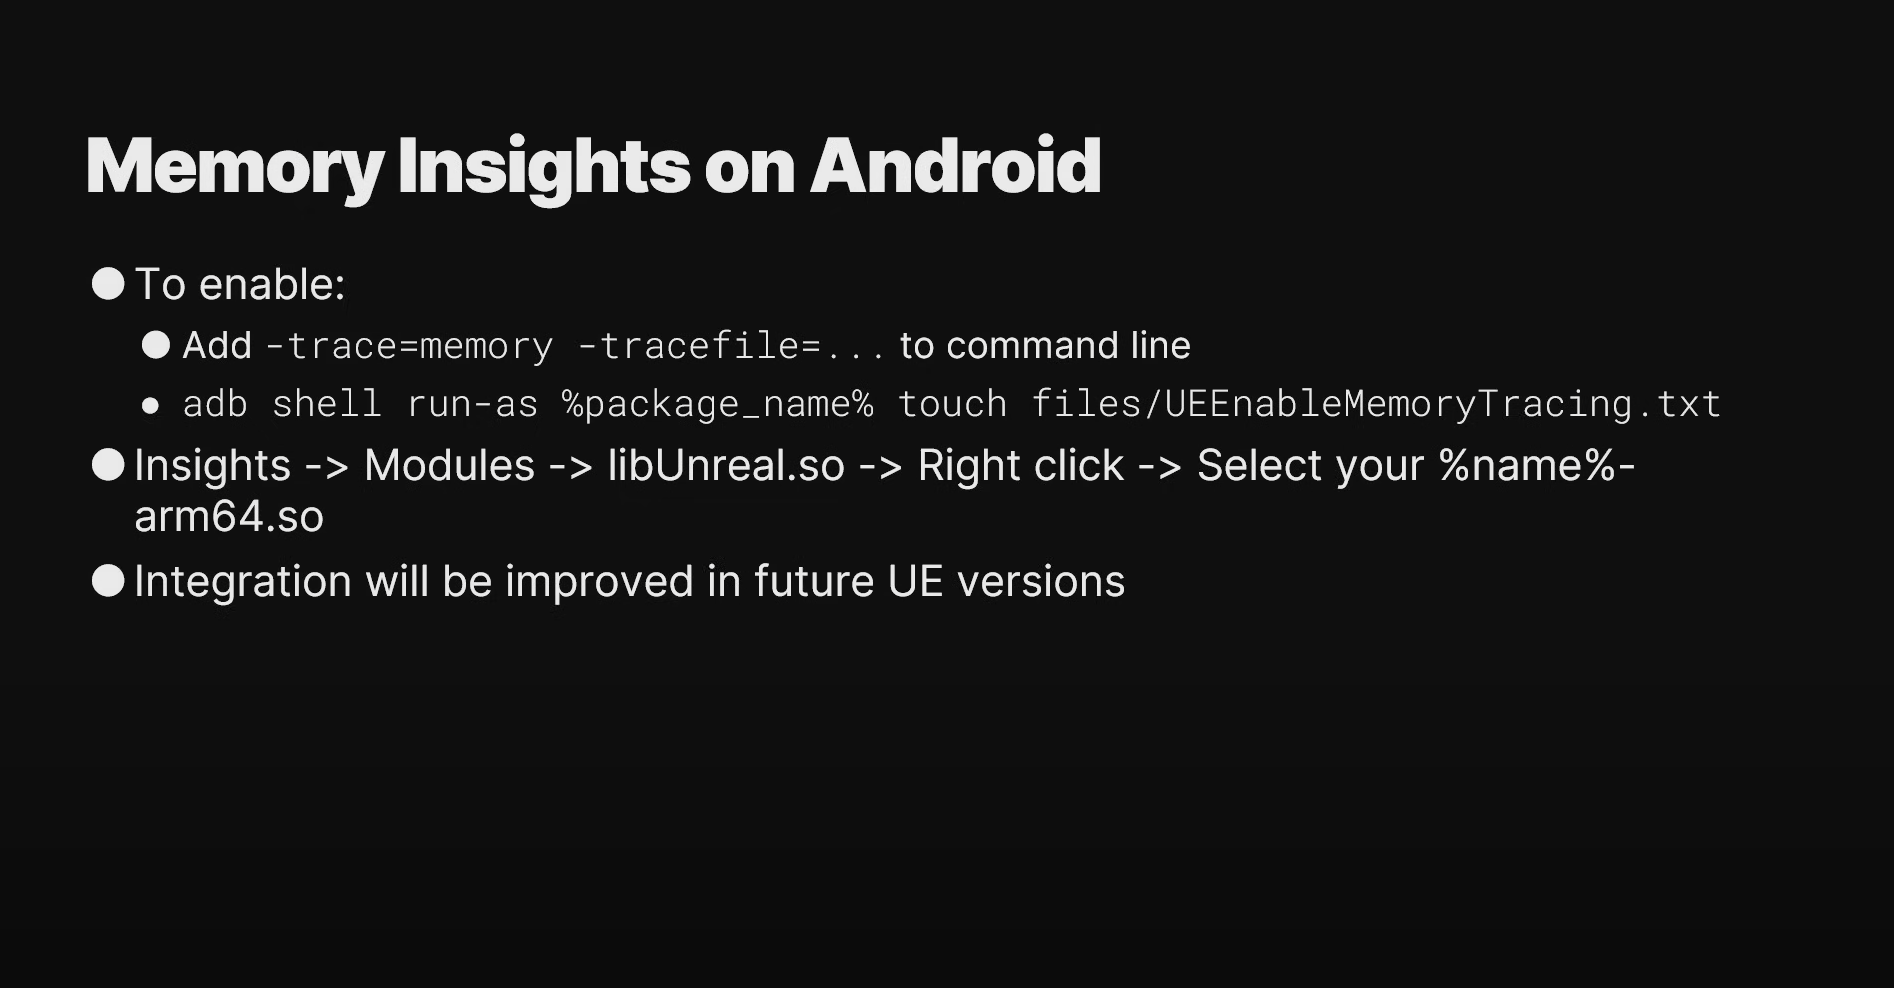 Memory Insights on Android
● To enable:
● Add -trace=memory -tracefile=... to command line
● adb shell run-as %package_name% touch files/UEEnableMemoryTracing.txt
● Insights -> Modules -> libUnreal.so -> Right click -> Select your %name%-
arm64.so
● Integration will be improved in future UE versions